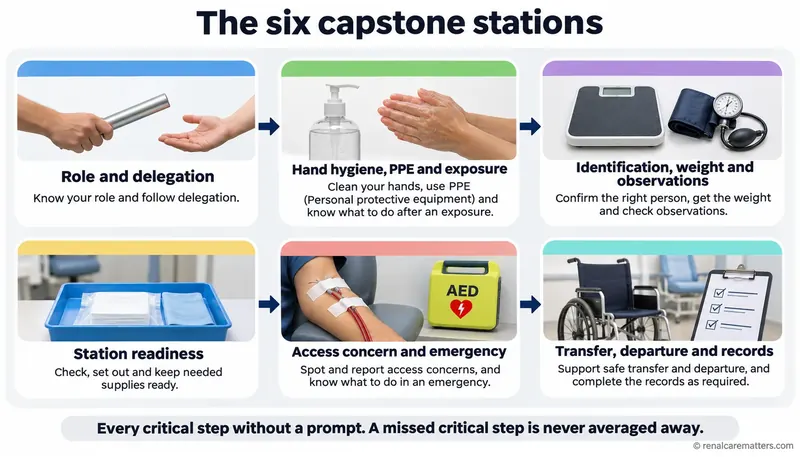 The six capstone stations
Role and delegation
Know your role and follow delegation.
Hand hygiene, PPE and exposure
Clean your hands, use PPE
(Personal protective equipment) and
know what to do after an exposure.
Identification, weight and
observations
Confirm the right person, get the weight
and check observations.
Station readiness
Check, set out and keep needed
supplies ready.
AED
Access concern and emergency
Spot and report access concerns, and
know what to do in an emergency.
Transfer, departure and records
Support safe transfer and departure, and
complete the records as required.
Every critical step without a prompt. A missed critical step is never averaged away.
© renalcarematters.com